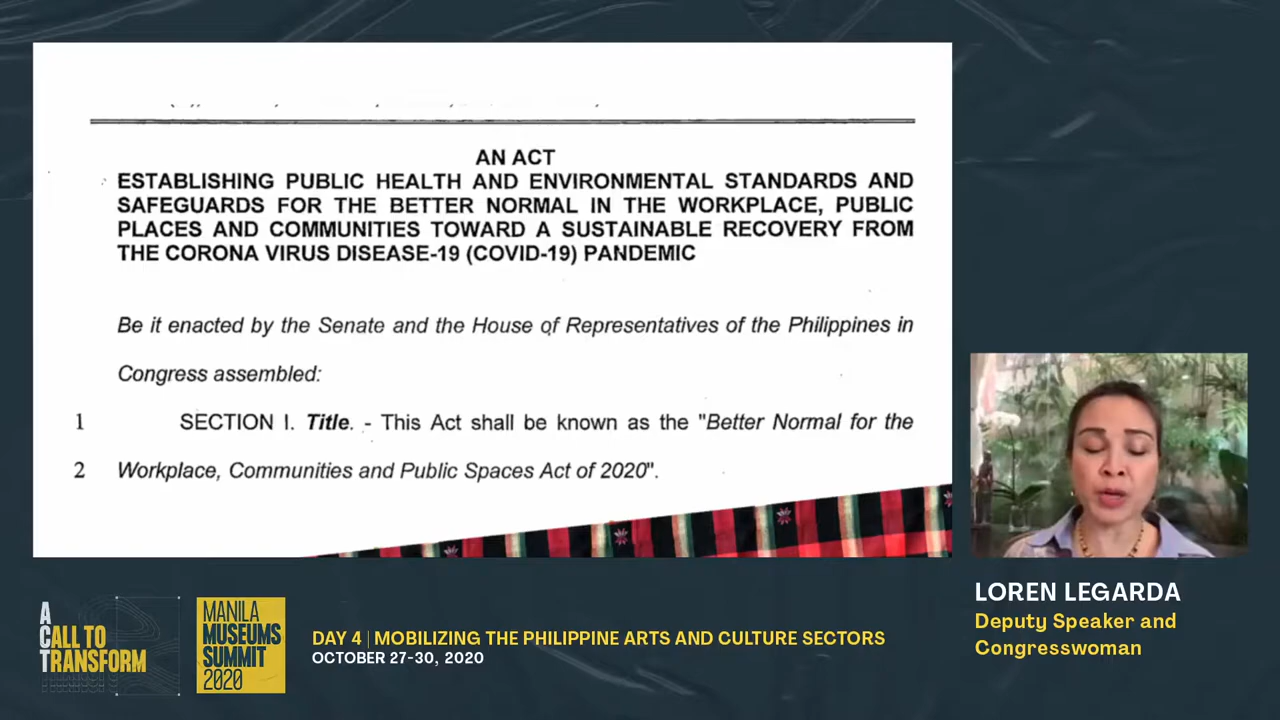 AN ACT
ESTABLISHING PUBLIC HEALTH AND ENVIRONMENTAL STANDARDS AND
SAFEGUARDS FOR THE BETTER NORMAL IN THE WORKPLACE, PUBLIC
PLACES AND COMMUNITIES TOWARD A SUSTAINABLE RECOVERY FROM
THE CORONA VIRUS DISEASE-19 (COVID-19) PANDEMIC
Be it enacted by the Senate and the House of Representatives of the Philippines in
Congress assembled:
1 SECTION I. Title. - This Act shall be known as the "Better Normal for the
2 Workplace, Communities and Public Spaces Act of 2020".
LOREN LEGARDA
Deputy Speaker and
Congresswoman
A
CALL TO
TRANSFORM
MANILA
MUSEUMS
SUMMIT
2020
DAY 4 | MOBILIZING THE PHILIPPINE ARTS AND CULTURE SECTORS
OCTOBER 27-30, 2020